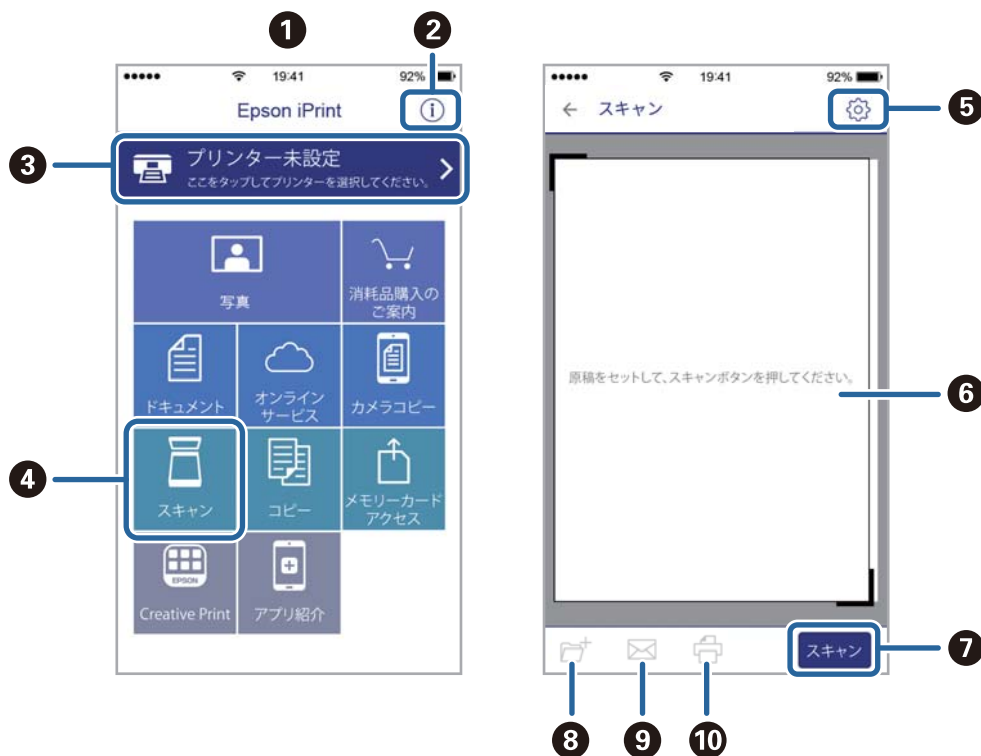 1
2
19:41
92%
Epson iPrint
i
3
プリンター未設定
ここをタップしてプリンターを選択してください。
写真
消耗品購入の
ご案内
ドキュメント
オンライン
サービス
カメラコピー
4
スキャン
コピー
メモリーカード
アクセス
EPSON
Creative Print
アプリ紹介
19:41
92%
スキャン
5
原稿をセットして、スキャンボタンを押してください。
6
スキャン
7
8
9
10